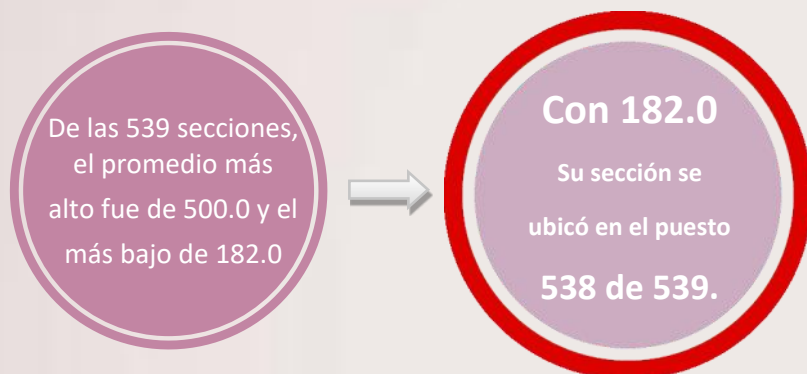 De las 539 secciones,
el promedio más
alto fue de 500.0 y el
más bajo de 182.0
Con 182.0
Su sección se
ubicó en el puesto
538 de 539.